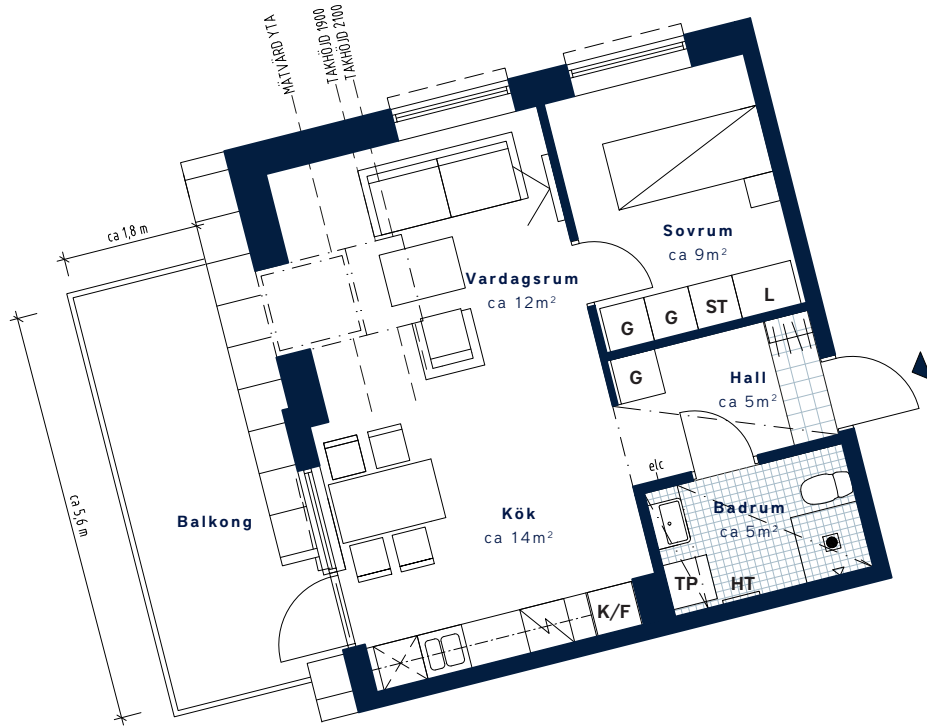 MÄTVÄRD YTA
TAKHÖJD 1900
TAKHÖJD 2100
ca 1,8 m
Sovrum
ca 9m²
Vardagsrum
ca 12m²
G
G
ST
L
G
Hall
ca 5m²
elc
ca 5,6 m
Balkong
Kök
ca 14m²
Badrum
ca 5m²
TP
HT
K/F